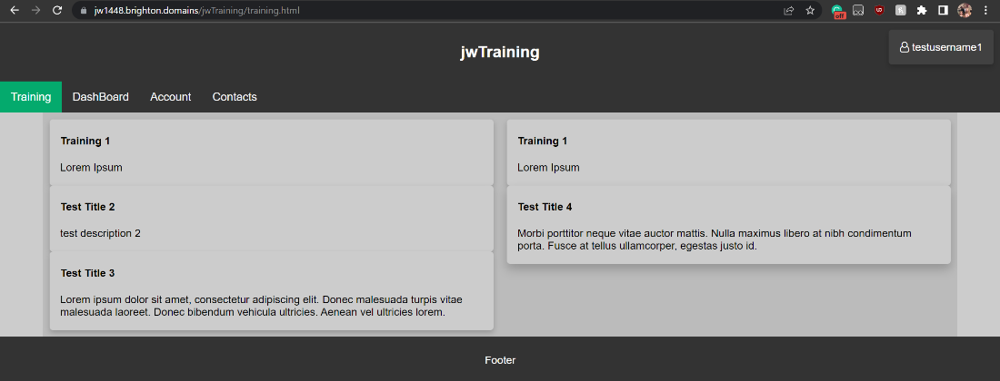 jw1448.brighton.domains/jwTraining/training.html
off
jwTraining
testusername1
Training DashBoard Account Contacts
Training 1
Lorem Ipsum
Test Title 2
test description 2
Test Title 3
Lorem ipsum dolor sit amet, consectetur adipiscing elit. Donec malesuada turpis vitae
malesuada laoreet. Donec bibendum vehicula ultricies. Aenean vel ultricies lorem.
Training 1
Lorem Ipsum
Test Title 4
Morbi porttitor neque vitae auctor mattis. Nulla maximus libero at nibh condimentum
porta. Fusce at tellus ullamcorper, egestas justo id.
Footer